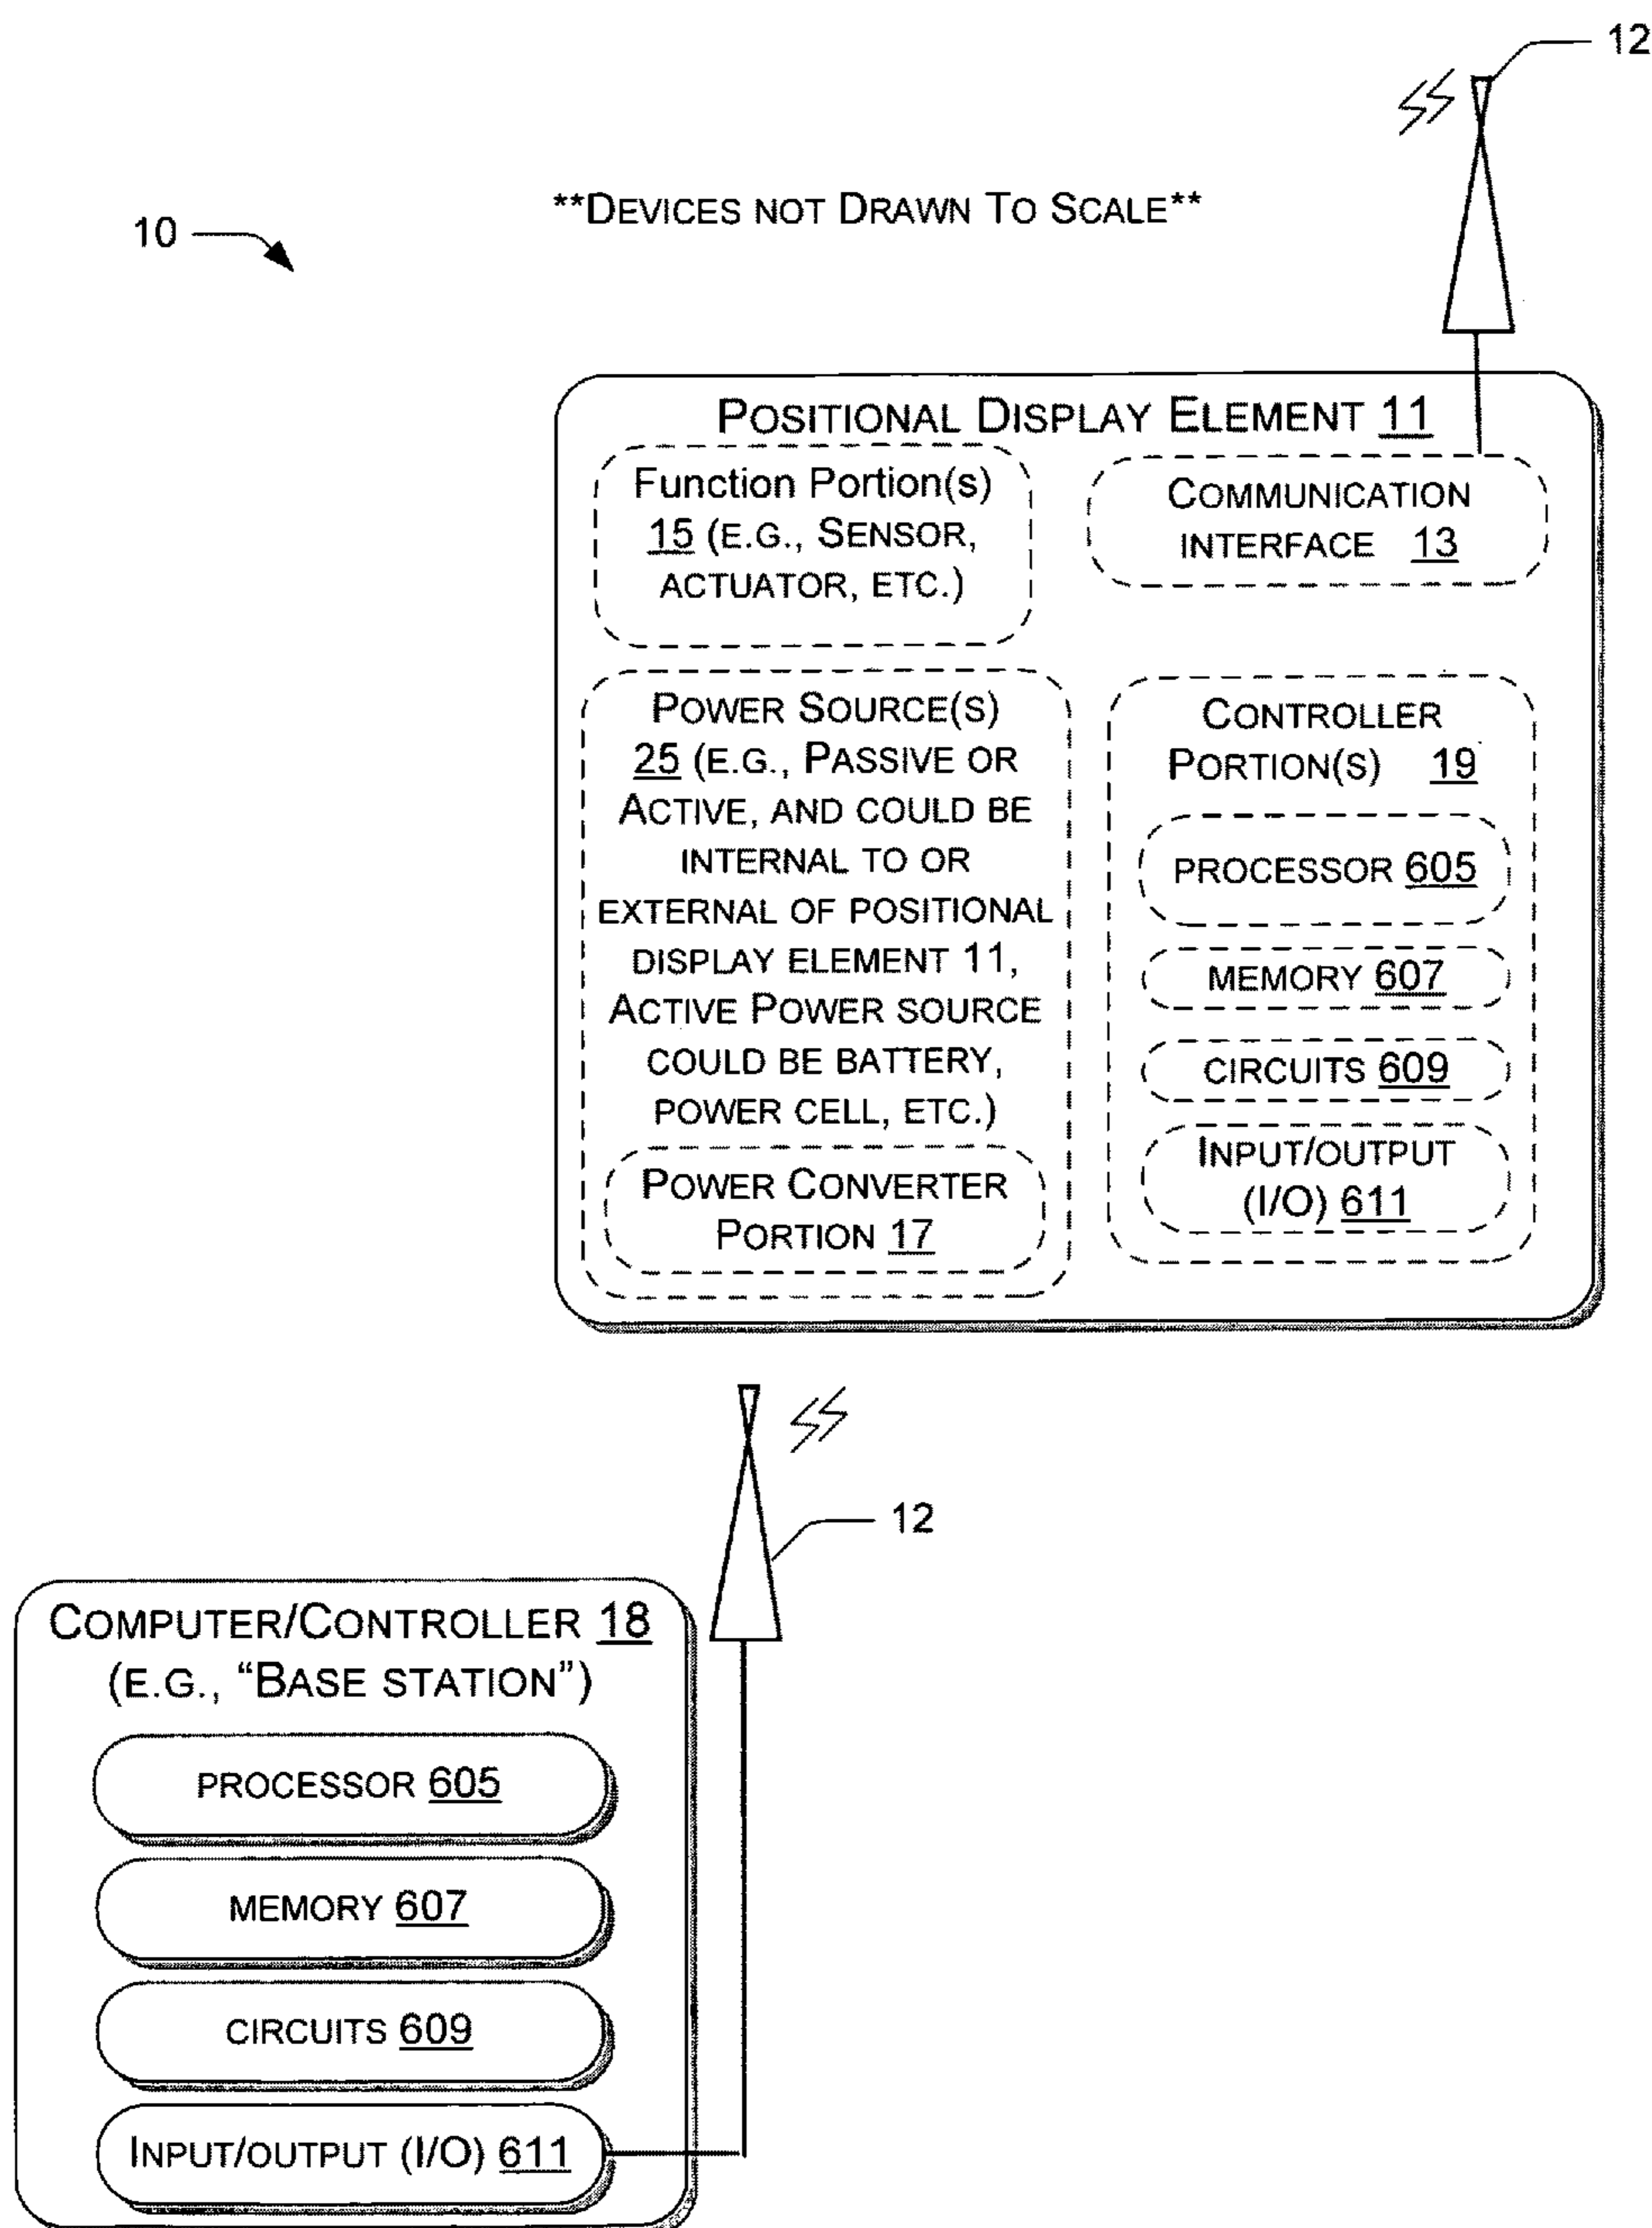 12
**DEVICES NOT DRAWN TO SCALE**
10
POSITIONAL DISPLAY ELEMENT 11
Function Portion(s)
15 (E.G., SENSOR,
ACTUATOR, ETC.)
COMMUNICATION
INTERFACE 13
POWER SOURCE(S)
25 (E.G., PASSIVE OR
ACTIVE, AND COULD BE
INTERNAL TO OR
EXTERNAL OF POSITIONAL
DISPLAY ELEMENT 11,
ACTIVE POWER SOURCE
COULD BE BATTERY,
POWER CELL, ETC.)
POWER CONVERTER
PORTION 17
CONTROLLER
PORTION(S) 19
PROCESSOR 605
MEMORY 607
CIRCUITS 609
INPUT/OUTPUT
(I/O) 611
12
COMPUTER/CONTROLLER 18
(E.G., “BASE STATION”)
PROCESSOR 605
MEMORY 607
CIRCUITS 609
INPUT/OUTPUT (I/O) 611